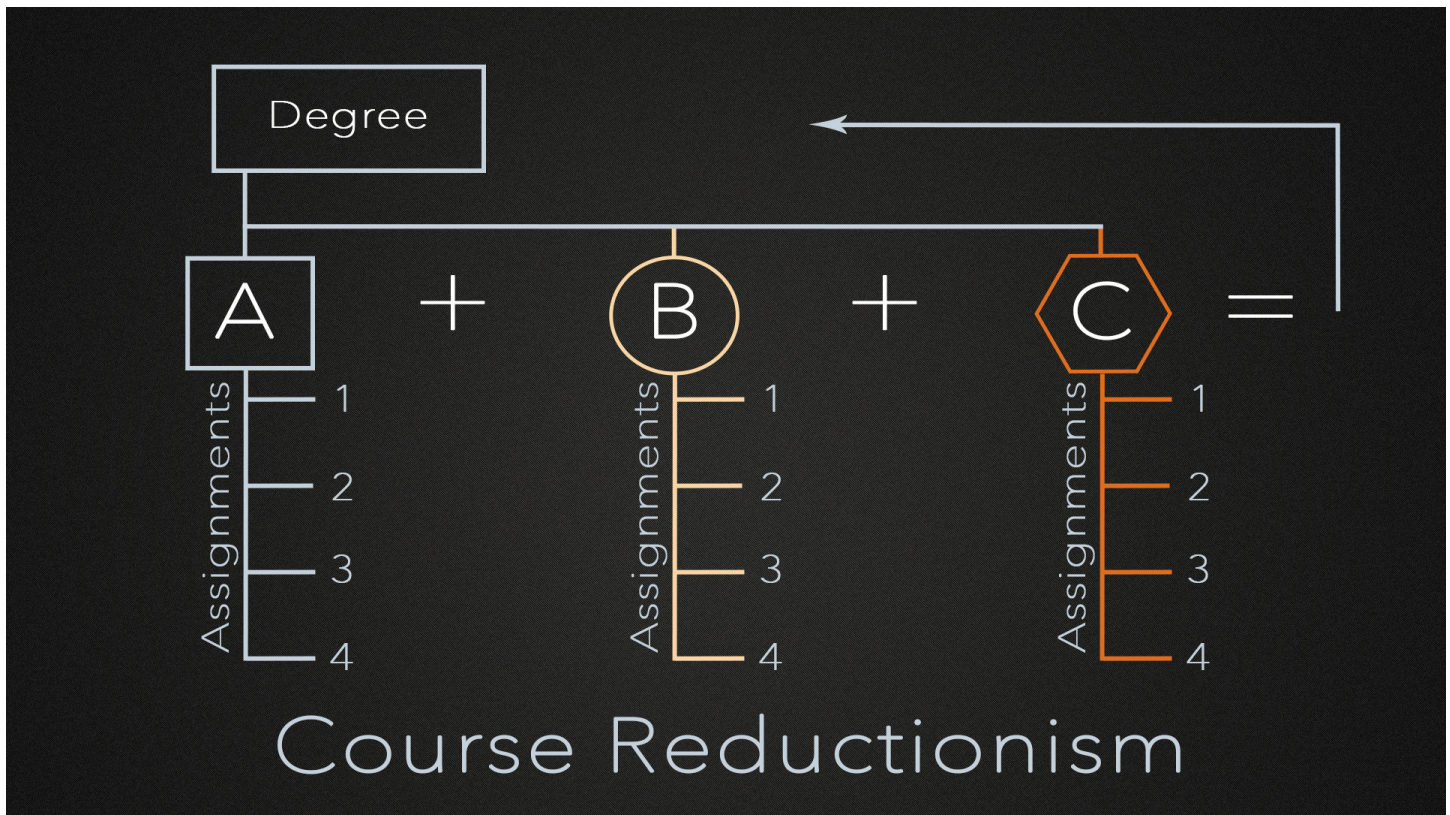 Degree
A + B + C =
Assignments
1
2
3
4
Assignments
1
2
3
4
Assignments
1
2
3
4
Course Reductionism